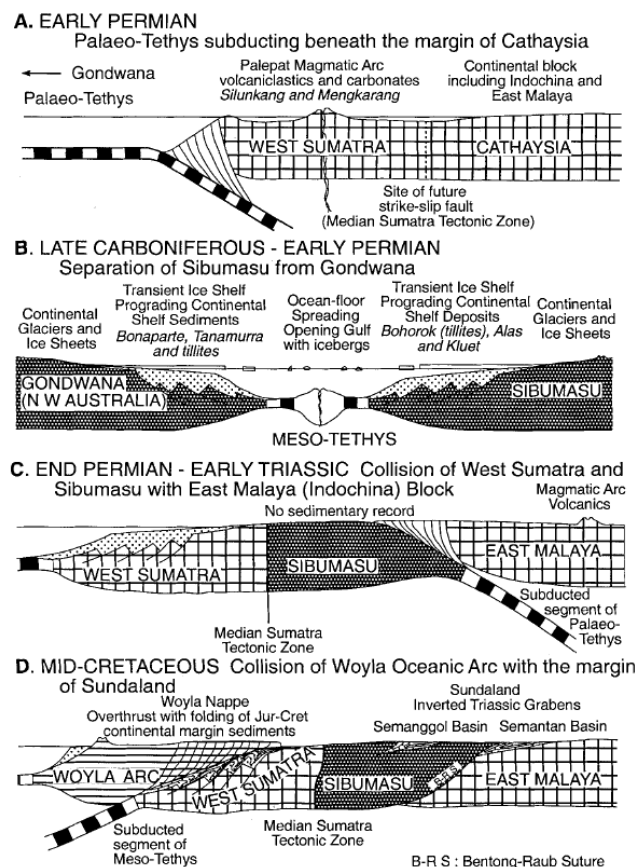 A. EARLY PERMIAN
Palaeo-Tethys subducting beneath the margin of Cathaysia
Gondwana
Palaeo-Tethys
Palepat Magmatic Arc
volcaniclastics and carbonates
Silunkang and Mengkarang
Continental block
including Indochina and
East Malaya
WEST SUMATRA
CATHAYSIA
Site of future
strike-slip fault
(Median Sumatra Tectonic Zone)
B. LATE CARBONIFEROUS - EARLY PERMIAN
Separation of Sibumasu from Gondwana
Continental
Glaciers and
Ice Sheets
Transient Ice Shelf
Prograding Continental
Shelf Sediments
Bonaparte, Tanamurra
and tillites
Ocean-floor
Spreading
Opening Gulf
with icebergs
Transient Ice Shelf
Prograding Continental
Shelf Deposits
Bohorok (tillites), Alas
and Kluet
Continental
Glaciers and
Ice Sheets
GONDWANA
(N W AUSTRALIA)
SIBUMASU
MESO-TETHYS
C. END PERMIAN - EARLY TRIASSIC Collision of West Sumatra and
Sibumasu with East Malaya (Indochina) Block
No sedimentary record
Magmatic Arc
Volcanics
WEST SUMATRA
SIBUMASU
EAST MALAYA
Subducted
segment of
Palaeo-
Tethys
Median Sumatra
Tectonic Zone
D. MID-CRETACEOUS Collision of Woyla Oceanic Arc with the margin
of Sundaland
Woyla Nappe
Overthrust with folding of Jur-Cret
continental margin sediments
Sundaland
Inverted Triassic Grabens
Semanggol Basin
Semantan Basin
WOYLA ARC
WEST SUMATRA
SIBUMASU
B-R S
EAST MALAYA
Subducted
segment of
Meso-Tethys
Median Sumatra
Tectonic Zone
B-R S : Bentong-Raub Suture